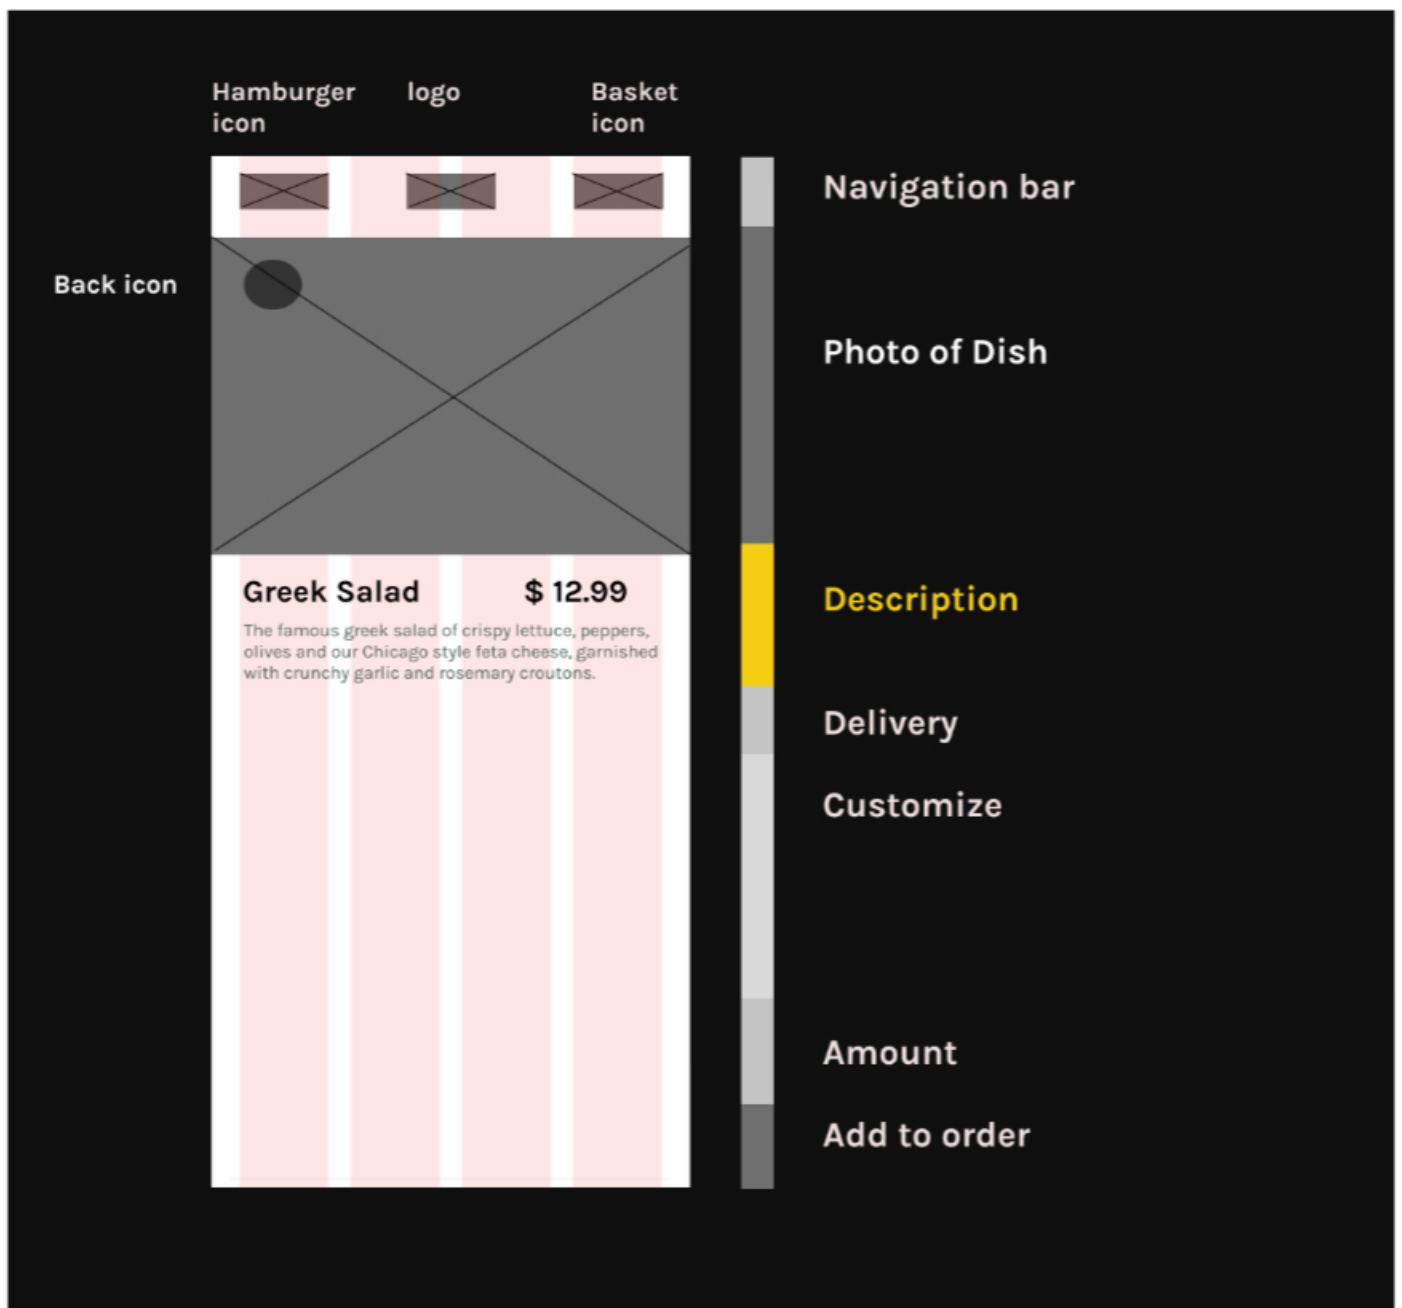 Hamburger
icon
logo
Basket
icon
Navigation bar
Back icon
Photo of Dish
Greek Salad
$ 12.99
The famous greek salad of crispy lettuce, peppers,
olives and our Chicago style feta cheese, garnished
with crunchy garlic and rosemary croutons.
Description
Delivery
Customize
Amount
Add to order